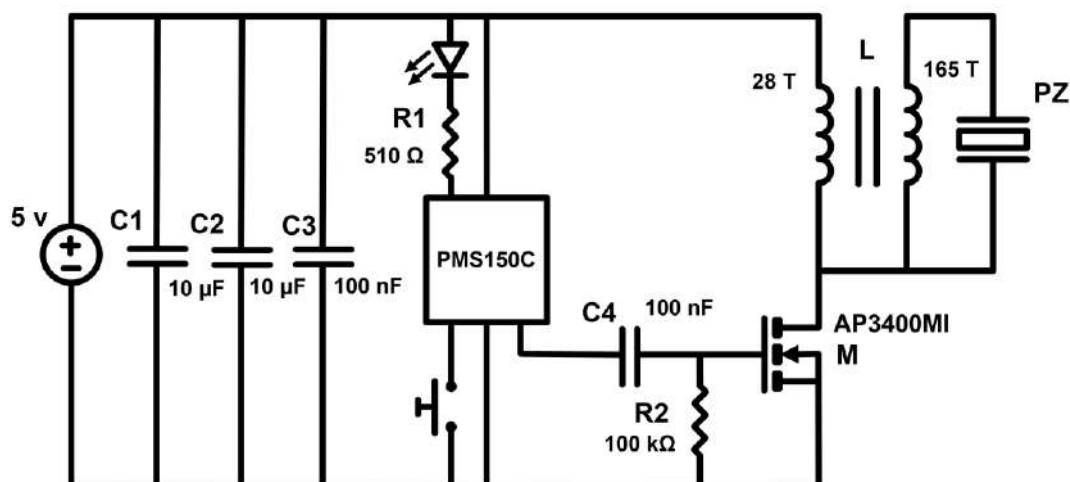 L
28 T
165 T
PZ
R1
510 Ω
5 v
C1
C2
C3
10 µF
10 µF
100 nF
PMS150C
C4
100 nF
AP3400MI
M
R2
100 kΩ